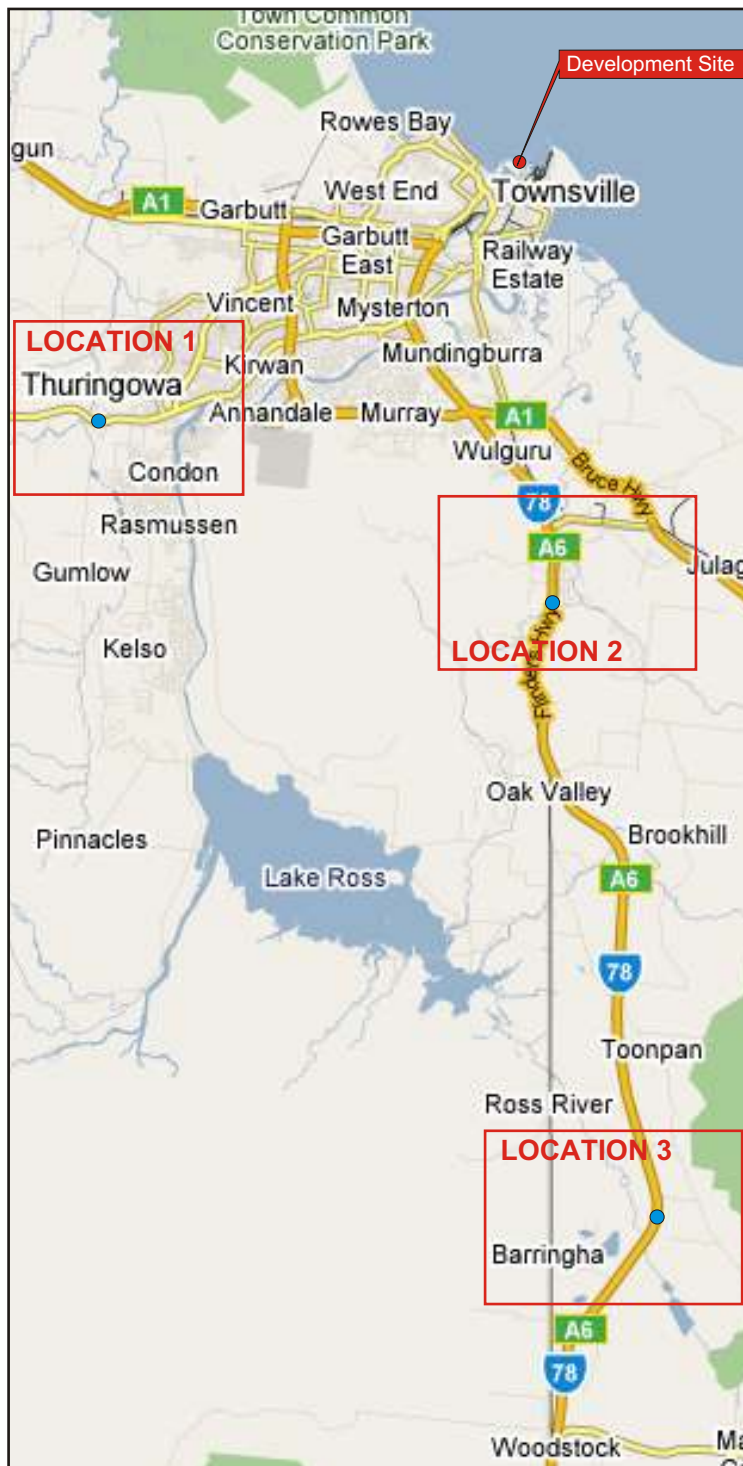 Town Common
Conservation Park
Development Site
Rowes Bay
gun
West End
Townsville
A1
Garbutt
Garbutt
East
Railway
Estate
Vincent
Mysterton
LOCATION 1
Mundingburra
Kirwan
Thuringowa
Annandale
Murray
A1
Wulguru
Condon
Bruce Hwy
78
Rasmussen
A6
Julag
Gumlow
Kelso
LOCATION 2
Flinders Hwy
Oak Valley
Brookhill
Pinnacles
Lake Ross
A6
78
Toonpan
Ross River
LOCATION 3
Barringha
A6
78
Woodstock
Ma